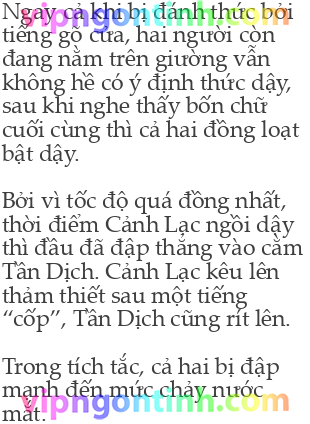 vipngontinh.com
Ngay cả khi bị đánh thức bởi
tiếng gõ cửa, hai người còn
đang nằm trên giường vẫn
không hề có ý định thức dậy,
sau khi nghe thấy bốn chữ
cuối cùng thì cả hai đồng loạt
bật dậy.
Bởi vì tốc độ quá đồng nhất,
thời điểm Cảnh Lạc ngồi dậy
thì đầu đã đập thẳng vào cằm
Tân Dịch. Cảnh Lạc kêu lên
thảm thiết sau một tiếng
“cốp”, Tân Dịch cũng rít lên.
Trong tích tắc, cả hai bị đập
mạnh đến mức chảy nước
mắt.
vipngontinh.com